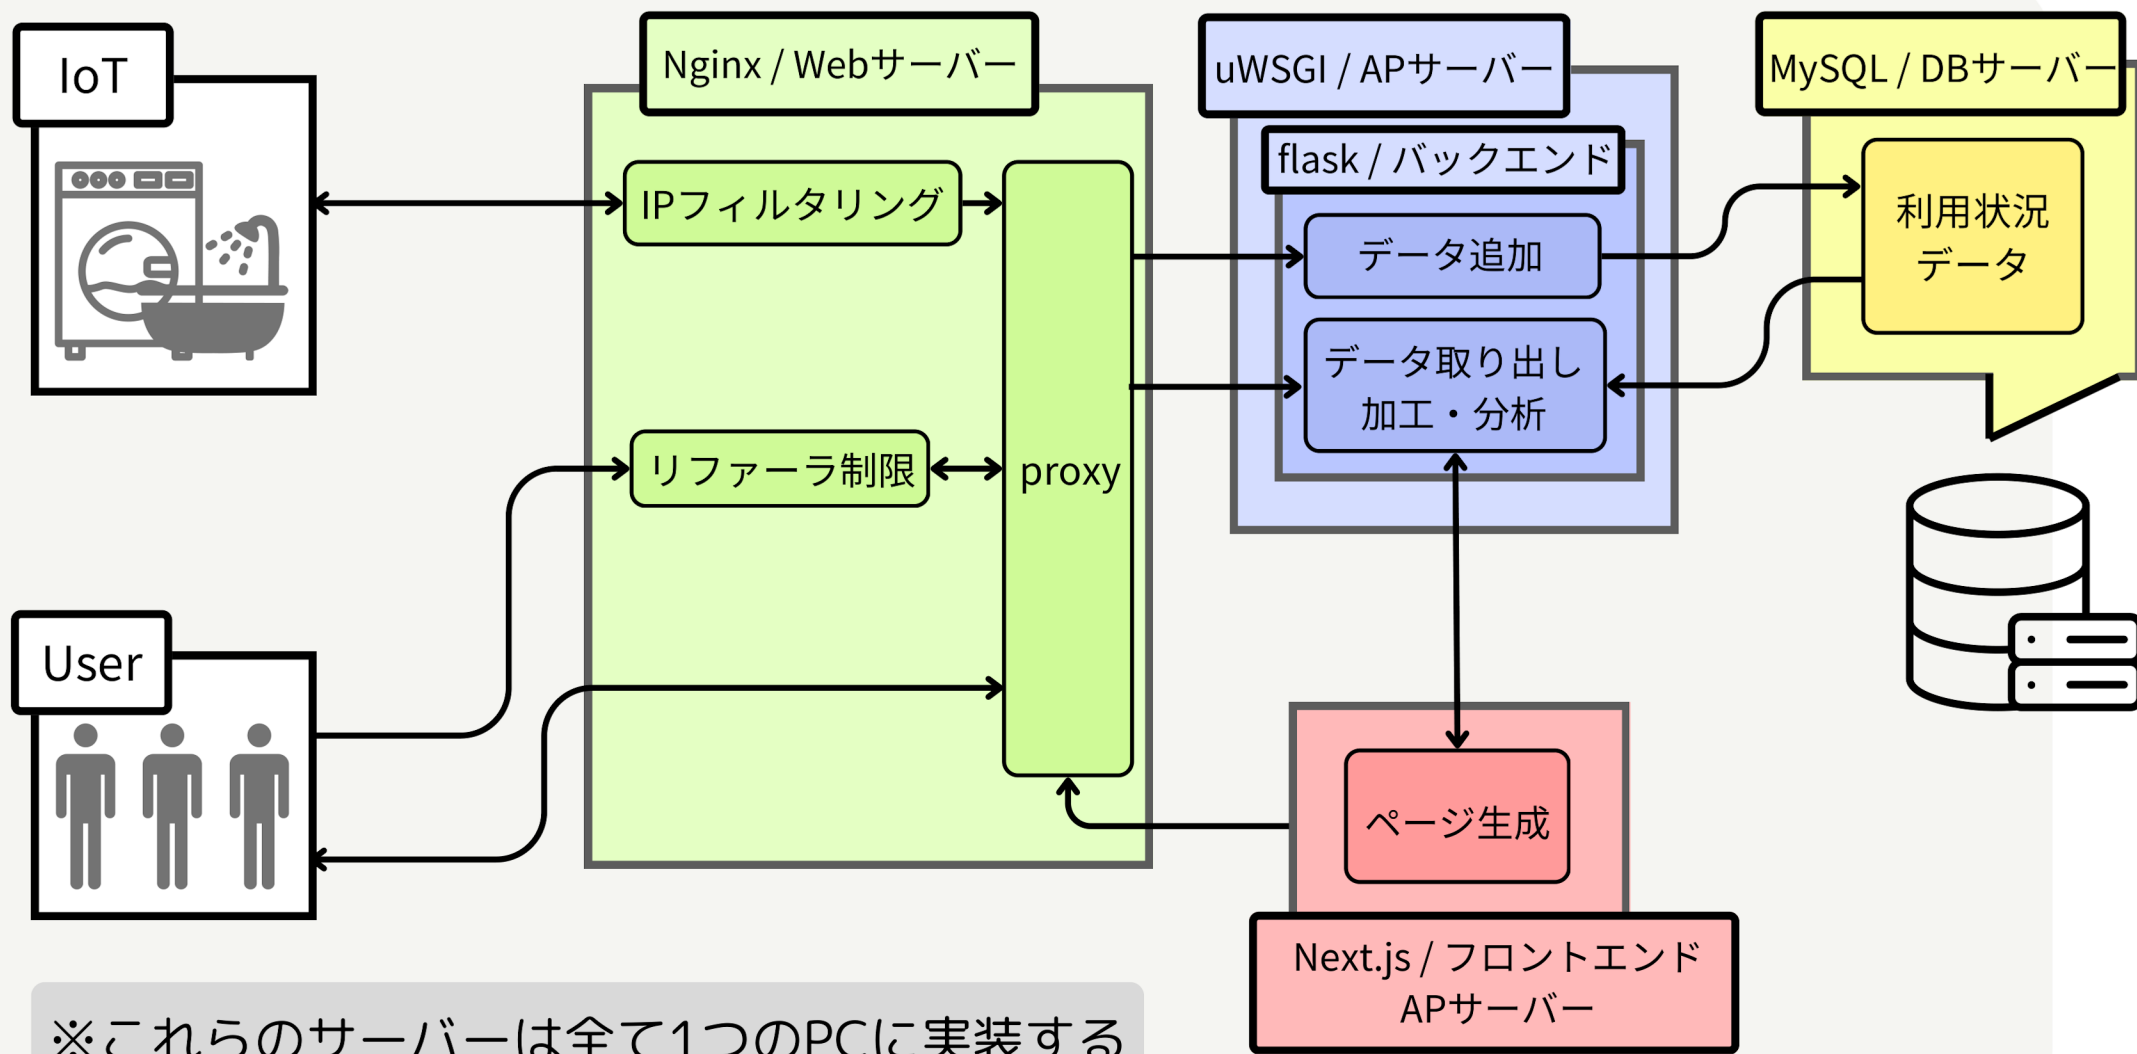 IoT
Nginx / Webサーバー
uWSGI / APサーバー
MySQL / DBサーバー
flask / バックエンド
IPフィルタリング
データ追加
利用状況
データ
データ取り出し
加工・分析
リファーラ制限
proxy
User
ページ生成
Next.js / フロントエンド
APサーバー
※これらのサーバーは全て1つのPCに実装する